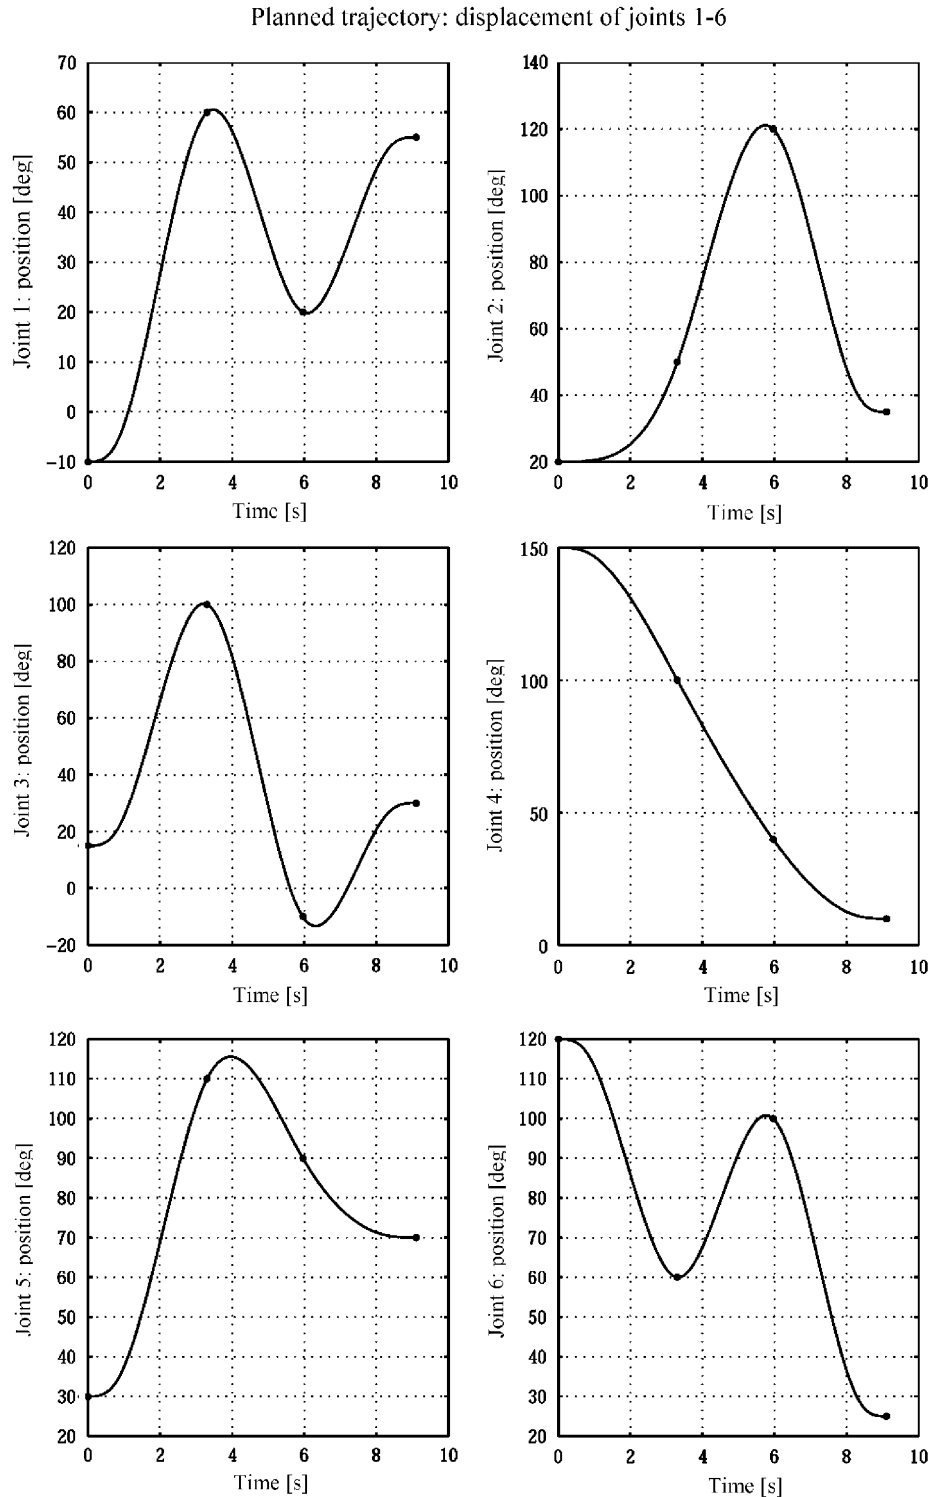 Planned trajectory: displacement of joints 1-6
70
60
50
40
30
20
10
0
−10
0 2 4 6 8 10
Joint 1: position [deg]
Time [s]
140
120
100
80
60
40
20
0 2 4 6 8 10
Joint 2: position [deg]
Time [s]
120
100
80
60
40
20
0
−20
0 2 4 6 8 10
Joint 3: position [deg]
Time [s]
150
100
50
0
0 2 4 6 8 10
Joint 4: position [deg]
Time [s]
120
110
100
90
80
70
60
50
40
30
20
0 2 4 6 8 10
Joint 5: position [deg]
Time [s]
120
110
100
90
80
70
60
50
40
30
20
0 2 4 6 8 10
Joint 6: position [deg]
Time [s]